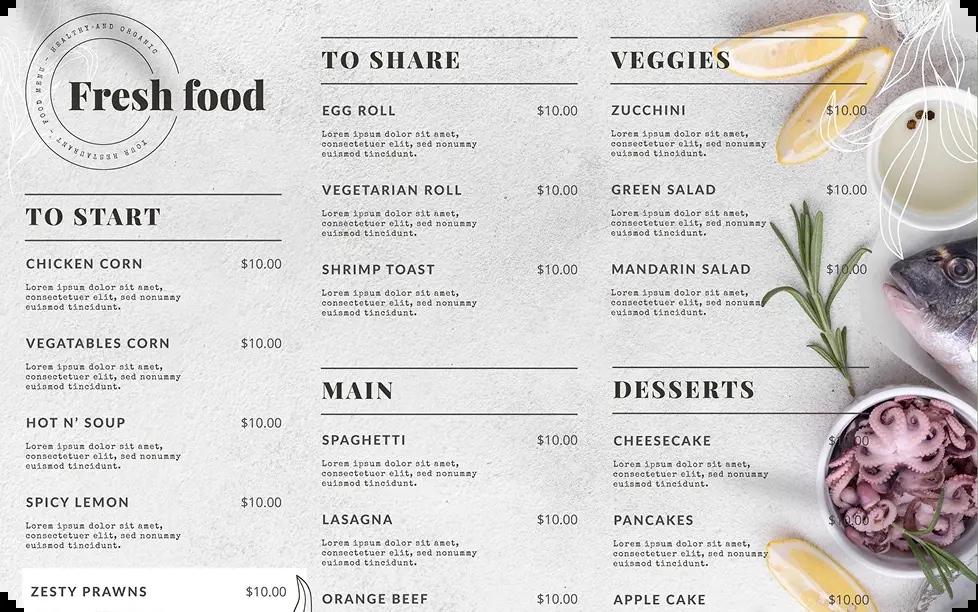 HEALTHY AND ORGANIC
FOOD MENU
YOUR RESTAURANT
Fresh food
TO START
CHICKEN CORN $10.00
Lorem ipsum dolor sit amet,
consectetuer elit, sed nonummy
euismod tincidunt.
VEGATABLES CORN $10.00
Lorem ipsum dolor sit amet,
consectetuer elit, sed nonummy
euismod tincidunt.
HOT N’ SOUP $10.00
Lorem ipsum dolor sit amet,
consectetuer elit, sed nonummy
euismod tincidunt.
SPICY LEMON $10.00
Lorem ipsum dolor sit amet,
consectetuer elit, sed nonummy
euismod tincidunt.
ZESTY PRAWNS $10.00
TO SHARE
EGG ROLL $10.00
Lorem ipsum dolor sit amet,
consectetuer elit, sed nonummy
euismod tincidunt.
VEGETARIAN ROLL $10.00
Lorem ipsum dolor sit amet,
consectetuer elit, sed nonummy
euismod tincidunt.
SHRIMP TOAST $10.00
Lorem ipsum dolor sit amet,
consectetuer elit, sed nonummy
euismod tincidunt.
MAIN
SPAGHETTI $10.00
Lorem ipsum dolor sit amet,
consectetuer elit, sed nonummy
euismod tincidunt.
LASAGNA $10.00
Lorem ipsum dolor sit amet,
consectetuer elit, sed nonummy
euismod tincidunt.
ORANGE BEEF $10.00
VEGGIES
ZUCCHINI $10.00
Lorem ipsum dolor sit amet,
consectetuer elit, sed nonummy
euismod tincidunt.
GREEN SALAD $10.00
Lorem ipsum dolor sit amet,
consectetuer elit, sed nonummy
euismod tincidunt.
MANDARIN SALAD $10.00
Lorem ipsum dolor sit amet,
consectetuer elit, sed nonummy
euismod tincidunt.
DESSERTS
CHEESECAKE $10.00
Lorem ipsum dolor sit amet,
consectetuer elit, sed nonummy
euismod tincidunt.
PANCAKES $10.00
Lorem ipsum dolor sit amet,
consectetuer elit, sed nonummy
euismod tincidunt.
APPLE CAKE $10.00